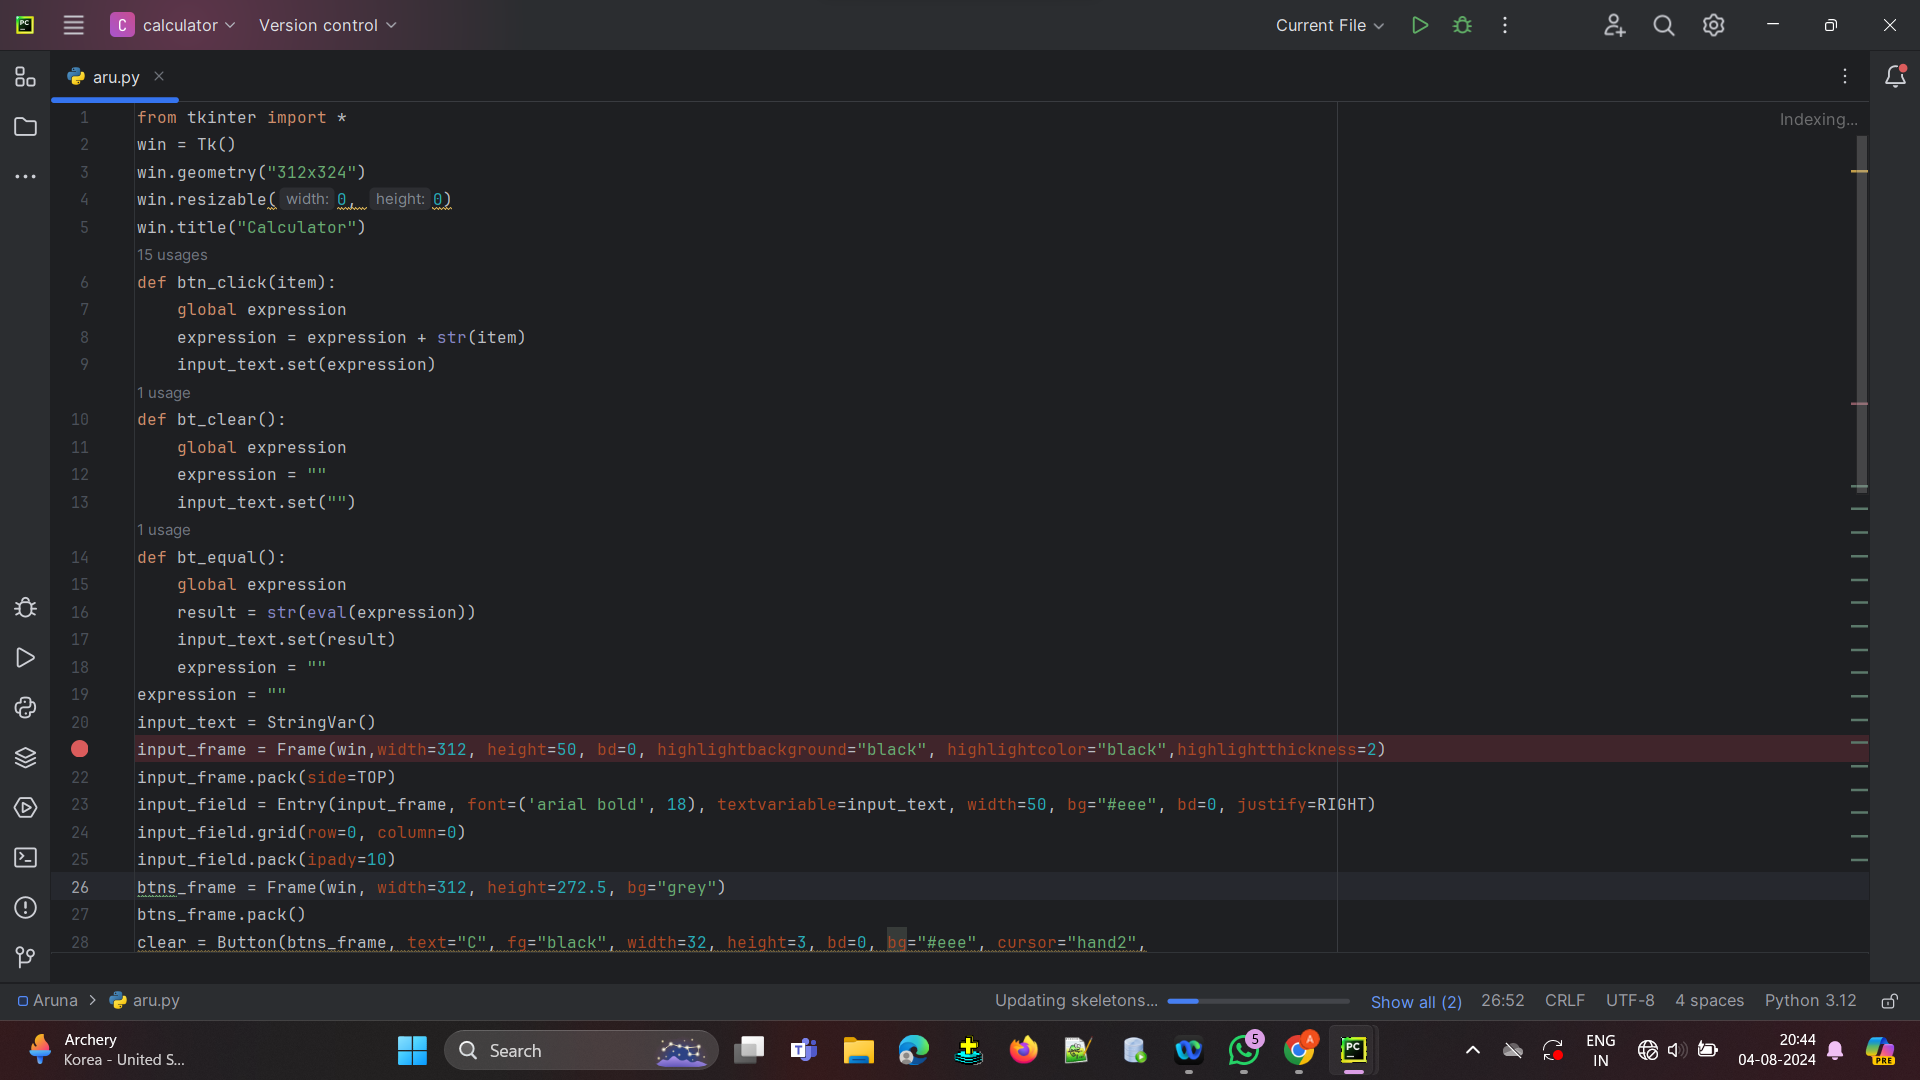 PC
C calculator Version control Current File
aru.py
Indexing...
1 from tkinter import *
2 win = Tk()
3 win.geometry("312x324")
4 win.resizable( width: 0, height: 0)
5 win.title("Calculator")
15 usages
6 def btn_click(item):
7 global expression
8 expression = expression + str(item)
9 input_text.set(expression)
1 usage
10 def bt_clear():
11 global expression
12 expression = ""
13 input_text.set("")
1 usage
14 def bt_equal():
15 global expression
16 result = str(eval(expression))
17 input_text.set(result)
18 expression = ""
19 expression = ""
20 input_text = StringVar()
input_frame = Frame(win,width=312, height=50, bd=0, highlightbackground="black", highlightcolor="black",highlightthickness=2)
22 input_frame.pack(side=TOP)
23 input_field = Entry(input_frame, font=('arial bold', 18), textvariable=input_text, width=50, bg="#eee", bd=0, justify=RIGHT)
24 input_field.grid(row=0, column=0)
25 input_field.pack(ipady=10)
26 btns_frame = Frame(win, width=312, height=272.5, bg="grey")
27 btns_frame.pack()
28 clear = Button(btns_frame, text="C", fg="black", width=32, height=3, bd=0, bg="#eee", cursor="hand2",
Aruna > aru.py Updating skeletons... Show all (2) 26:52 CRLF UTF-8 4 spaces Python 3.12
Archery
Korea - United S...
Search
5
A
PC
ENG
IN
20:44
04-08-2024
PRE